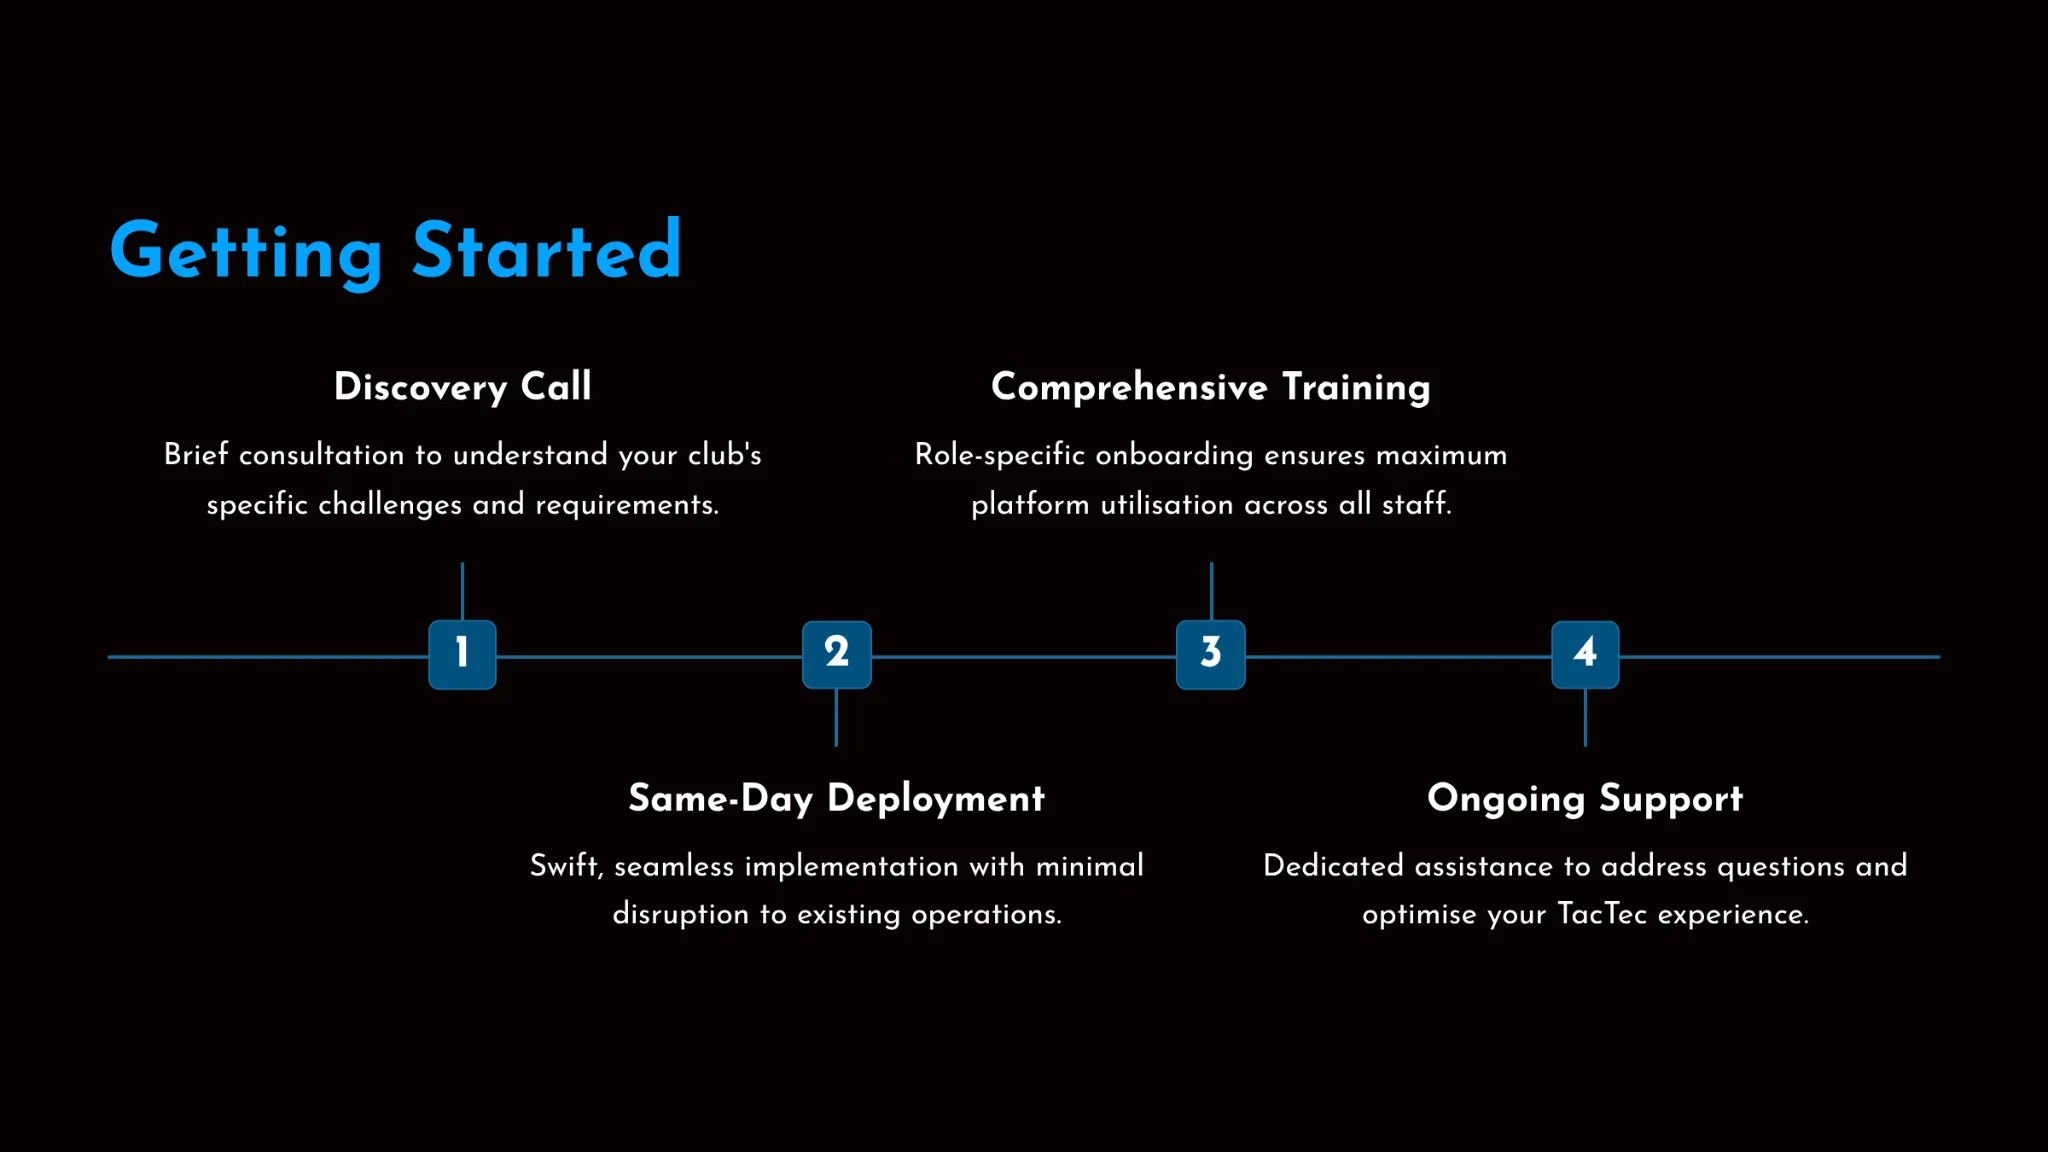 Getting Started
Discovery Call
Brief consultation to understand your club's
specific challenges and requirements.
Comprehensive Training
Role-specific onboarding ensures maximum
platform utilisation across all staff.
1
2
3
4
Same-Day Deployment
Swift, seamless implementation with minimal
disruption to existing operations.
Ongoing Support
Dedicated assistance to address questions and
optimise your TacTec experience.